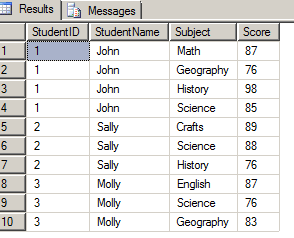 Results Messages
StudentID StudentName Subject Score
1 1 John Math 87
2 1 John Geography 76
3 1 John History 98
4 1 John Science 85
5 2 Sally Crafts 89
6 2 Sally Science 88
7 2 Sally History 76
8 3 Molly English 87
9 3 Molly Science 76
10 3 Molly Geography 83